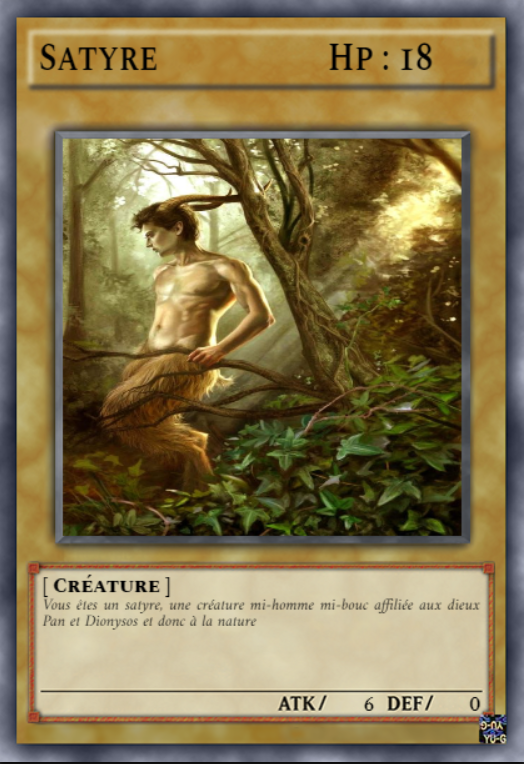 Satyre Hp : 18
[ Créature ]
Vous êtes un satyre, une créature mi-homme mi-bouc affiliée aux dieux
Pan et Dionysos et donc à la nature
ATK/ 6 DEF/ 0